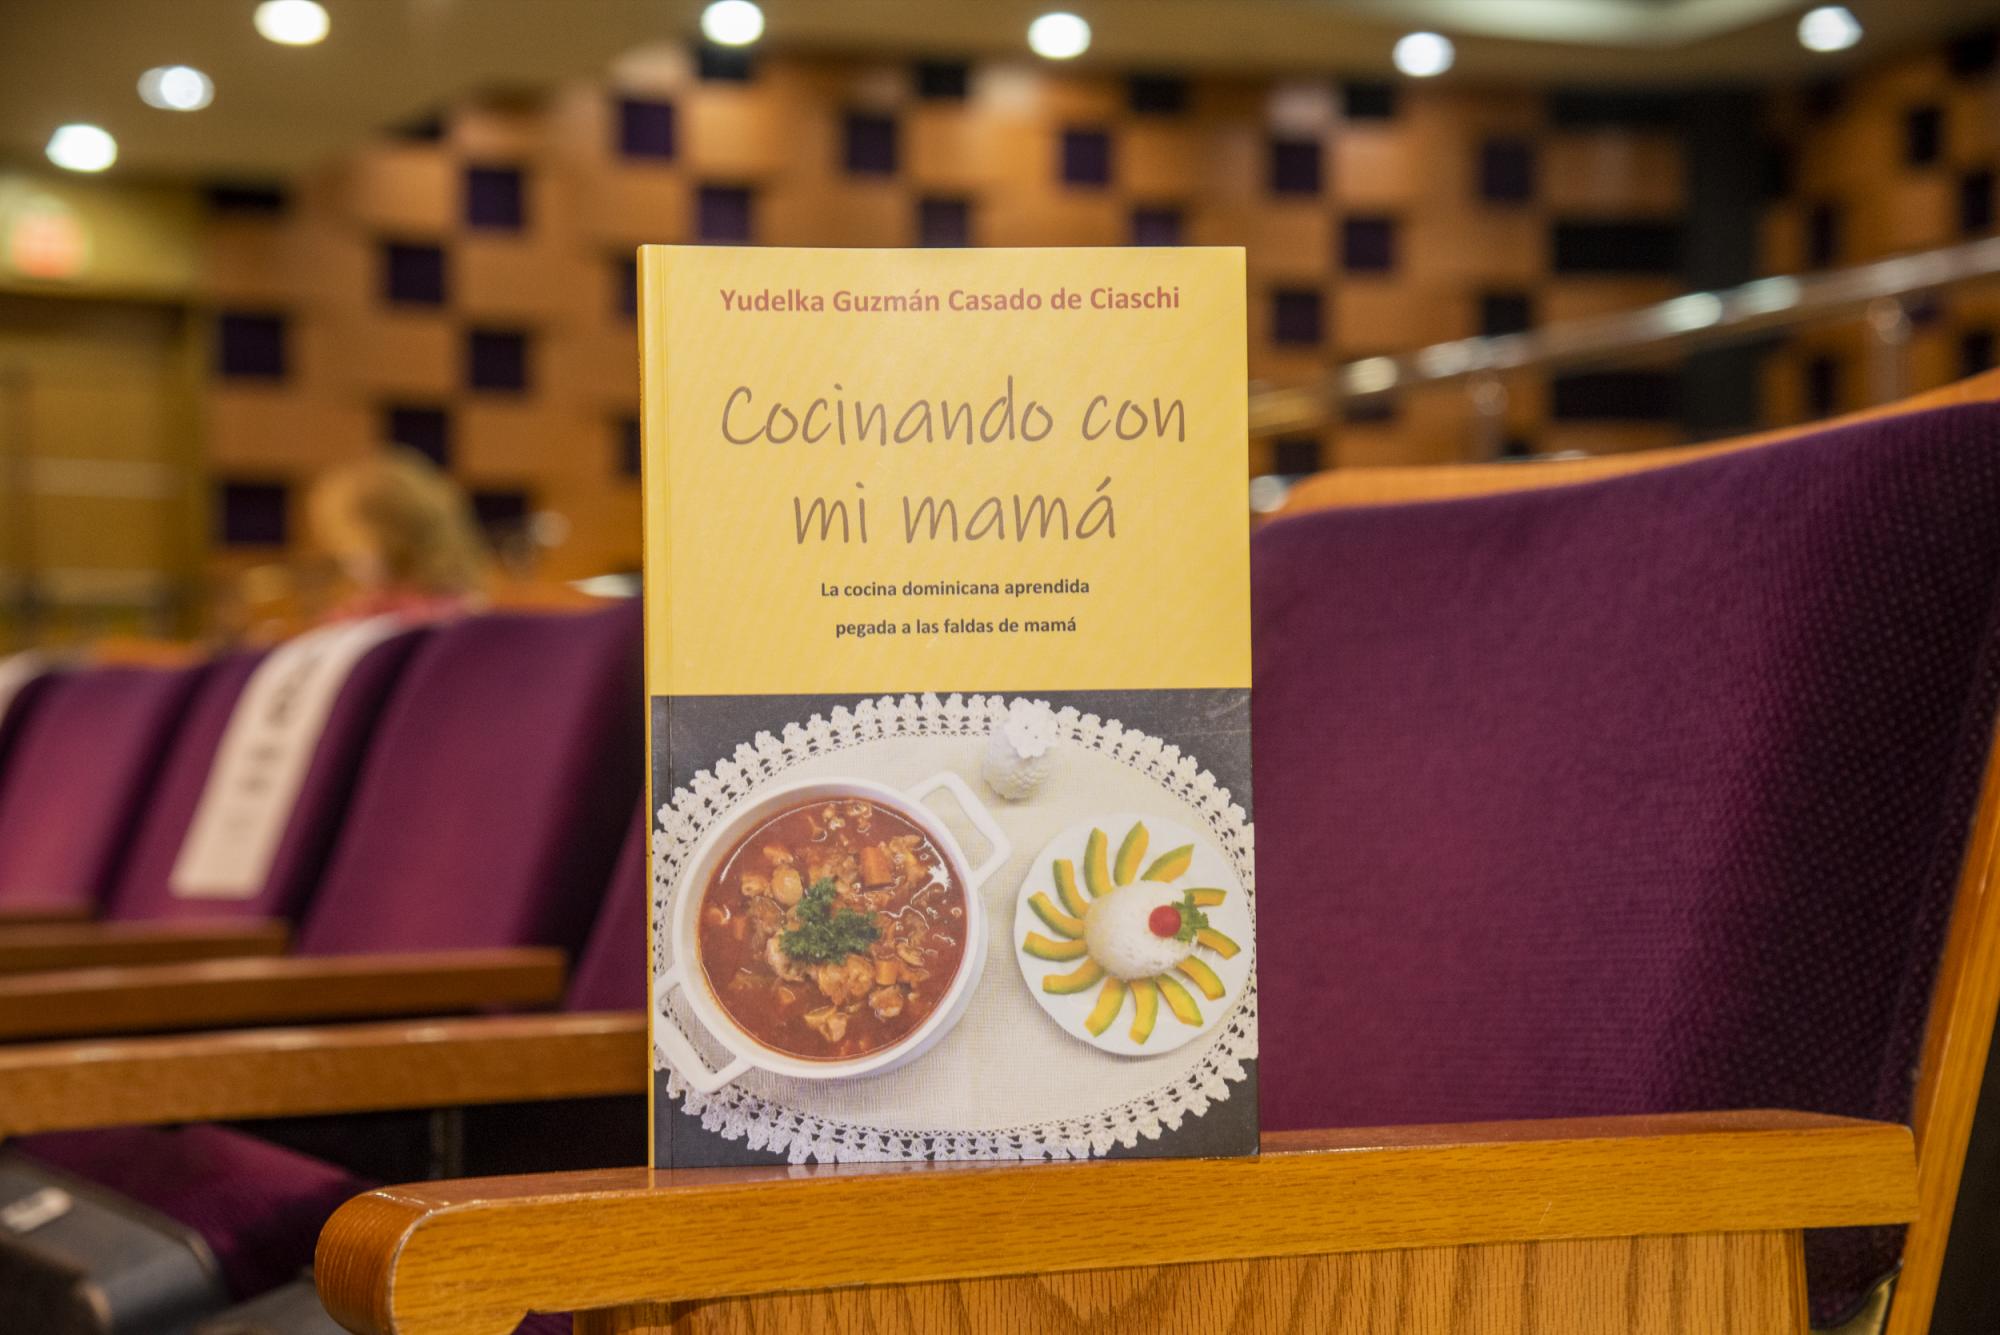 Yudelka Guzmán Casado de Ciaschi
Cocinando con
mi mamá
La cocina dominicana aprendida
pegada a las faldas de mamá